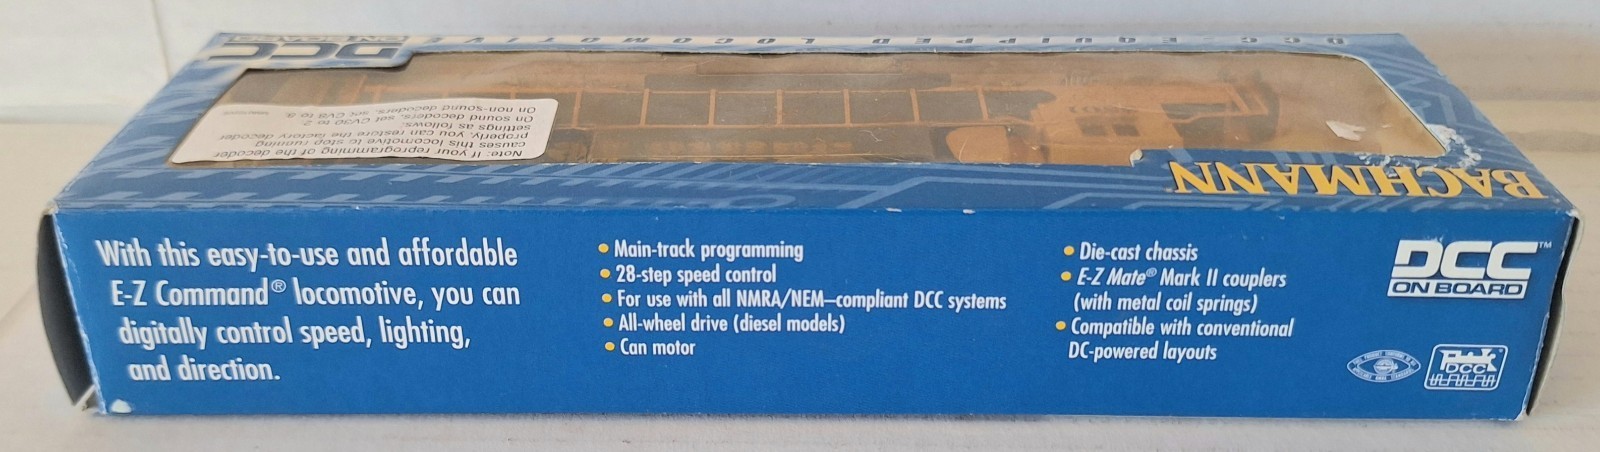 DCC
ON BOARD
DCC-EQUIPPED LOCOMOTIVE
Note: If your reprogramming of the decoder
causes this locomotive to stop running
properly, you can restore the factory decoder
settings as follows:
On sound decoders, set CV30 to 2.
On non-sound decoders, set CV8 to 8.
BACHMANN
With this easy-to-use and affordable
E-Z Command® locomotive, you can
digitally control speed, lighting,
and direction.
• Main-track programming
• 28-step speed control
• For use with all NMRA/NEM–compliant DCC systems
• All-wheel drive (diesel models)
• Can motor
• Die-cast chassis
• E-Z Mate® Mark II couplers
(with metal coil springs)
• Compatible with conventional
DC-powered layouts
DCC™
ON BOARD
DCC